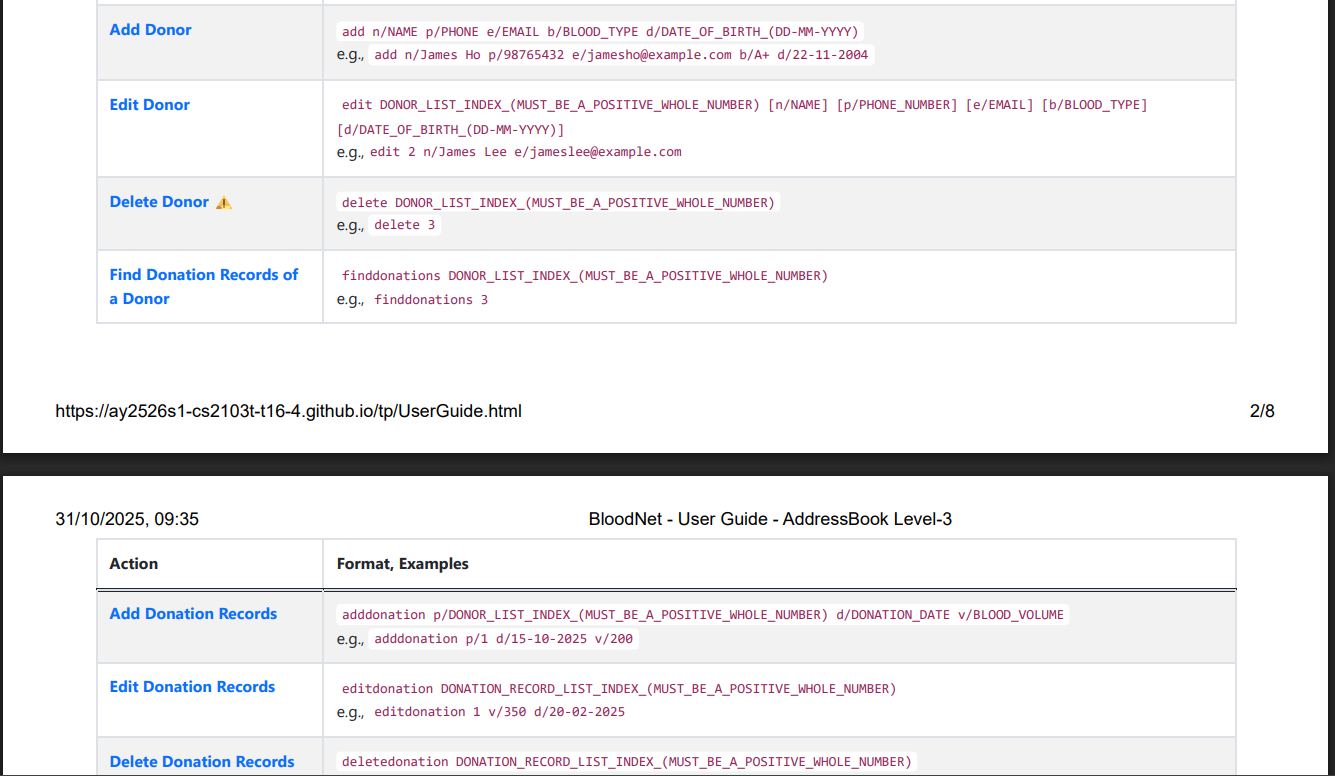 Add Donor
add n/NAME p/PHONE e/EMAIL b/BLOOD_TYPE d/DATE_OF_BIRTH_(DD-MM-YYYY)
e.g., add n/James Ho p/98765432 e/jamesho@example.com b/A+ d/22-11-2004
Edit Donor
edit DONOR_LIST_INDEX_(MUST_BE_A_POSITIVE_WHOLE_NUMBER) [n/NAME] [p/PHONE_NUMBER] [e/EMAIL] [b/BLOOD_TYPE]
[d/DATE_OF_BIRTH_(DD-MM-YYYY)]
e.g., edit 2 n/James Lee e/jameslee@example.com
Delete Donor ⚠️
delete DONOR_LIST_INDEX_(MUST_BE_A_POSITIVE_WHOLE_NUMBER)
e.g., delete 3
Find Donation Records of
a Donor
finddonations DONOR_LIST_INDEX_(MUST_BE_A_POSITIVE_WHOLE_NUMBER)
e.g., finddonations 3
https://ay2526s1-cs2103t-t16-4.github.io/tp/UserGuide.html 2/8
31/10/2025, 09:35 BloodNet - User Guide - AddressBook Level-3
Action Format, Examples
Add Donation Records
adddonation p/DONOR_LIST_INDEX_(MUST_BE_A_POSITIVE_WHOLE_NUMBER) d/DONATION_DATE v/BLOOD_VOLUME
e.g., adddonation p/1 d/15-10-2025 v/200
Edit Donation Records
editdonation DONATION_RECORD_LIST_INDEX_(MUST_BE_A_POSITIVE_WHOLE_NUMBER)
e.g., editdonation 1 v/350 d/20-02-2025
Delete Donation Records
deletedonation DONATION_RECORD_LIST_INDEX_(MUST_BE_A_POSITIVE_WHOLE_NUMBER)